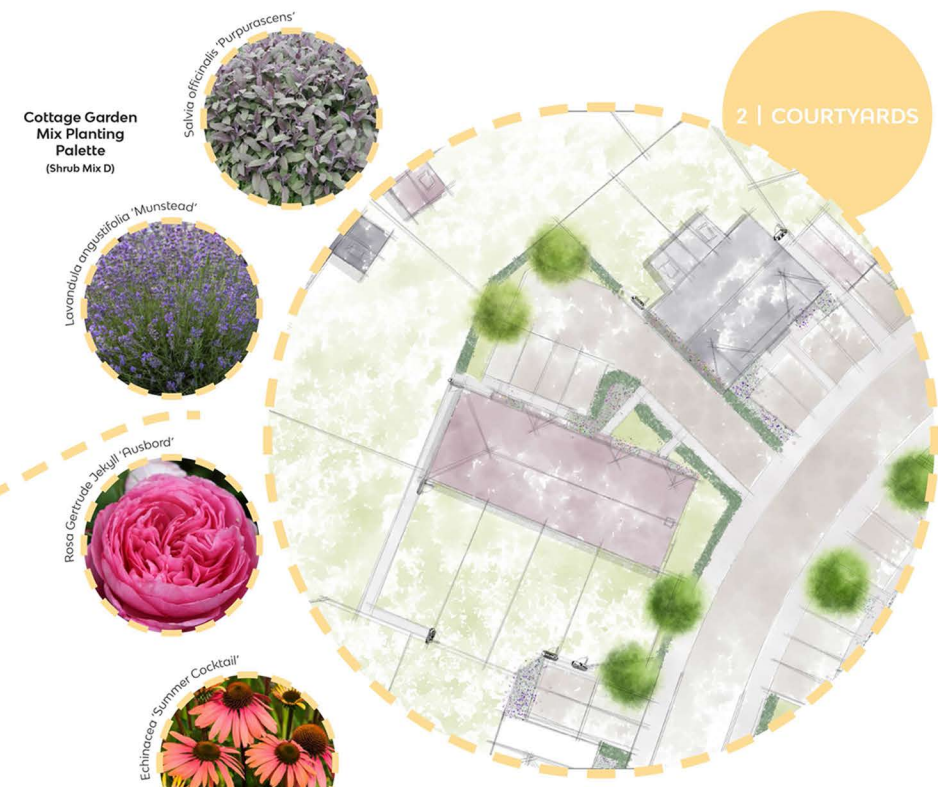 Salvia officinalis 'Purpurascens'
2 | COURTYARDS
Cottage Garden
Mix Planting
Palette
(Shrub Mix D)
Lavandula angustifolia 'Munstead'
Rosa Gertrude Jekyll 'Ausbord'
Echinacea 'Summer Cocktail'